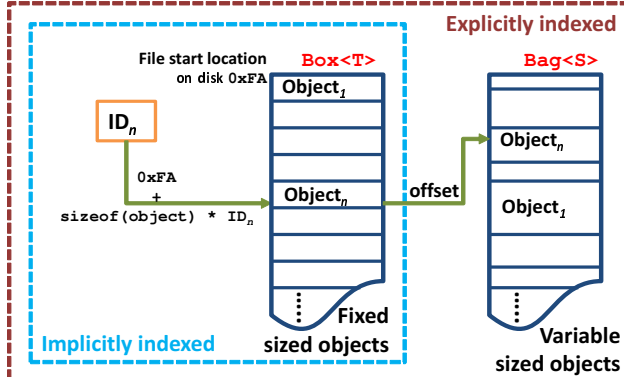 Explicitly indexed
File start location
on disk 0xFA
Box<T>
Bag<S>
Object1
IDn
Objectn
0xFA
+
sizeof(object) * IDn
Objectn
offset
Object1
Fixed
sized objects
Implicitly indexed
Variable
sized objects